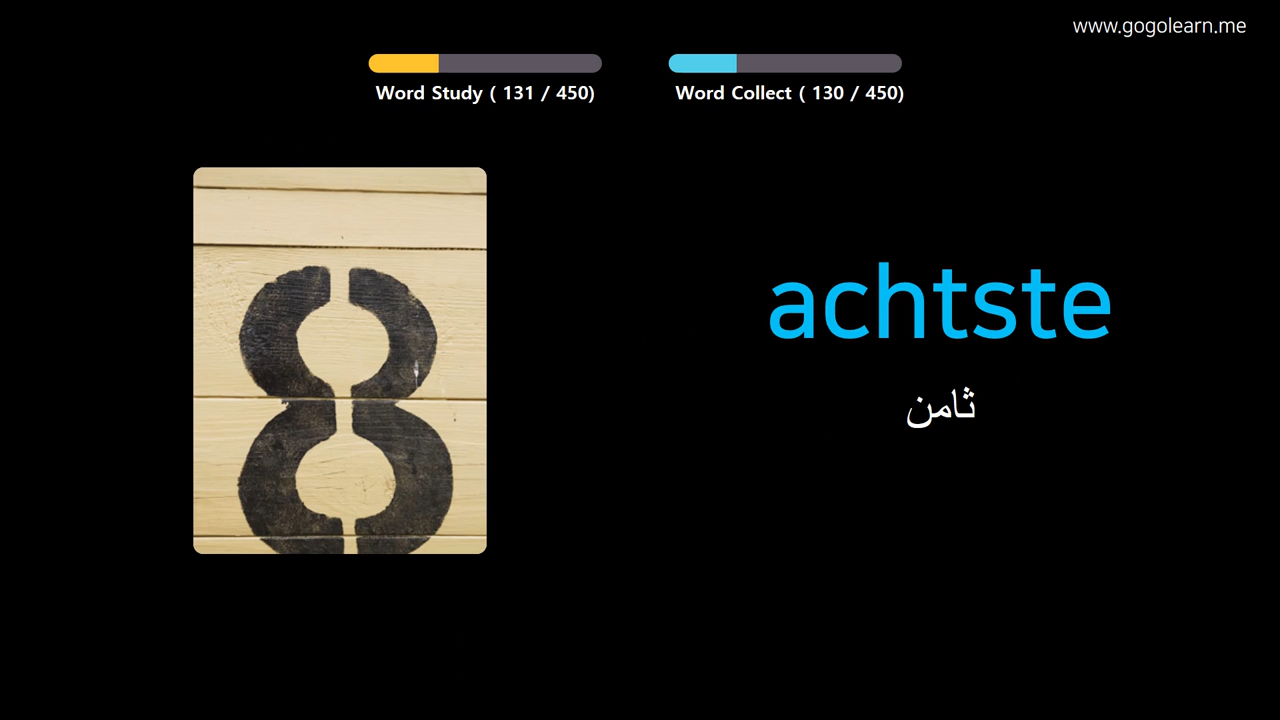 www.gogolearn.me
Word Study ( 131 / 450)
Word Collect ( 130 / 450)
8
achtste
ثامن